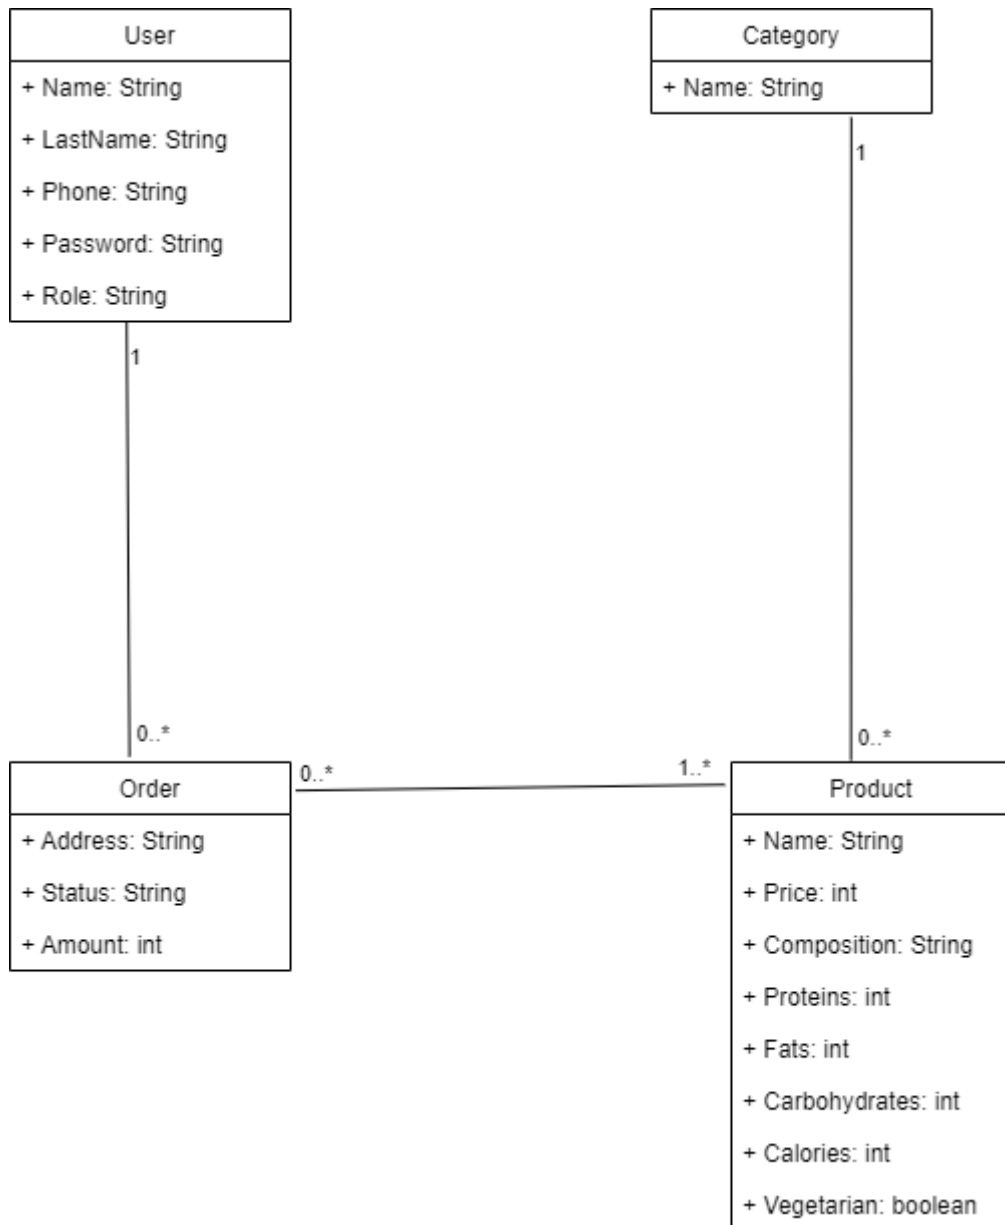 User
+ Name: String
+ LastName: String
+ Phone: String
+ Password: String
+ Role: String
1
0..*
Category
+ Name: String
1
0..*
Order
+ Address: String
+ Status: String
+ Amount: int
0..*
1..*
Product
+ Name: String
+ Price: int
+ Composition: String
+ Proteins: int
+ Fats: int
+ Carbohydrates: int
+ Calories: int
+ Vegetarian: boolean